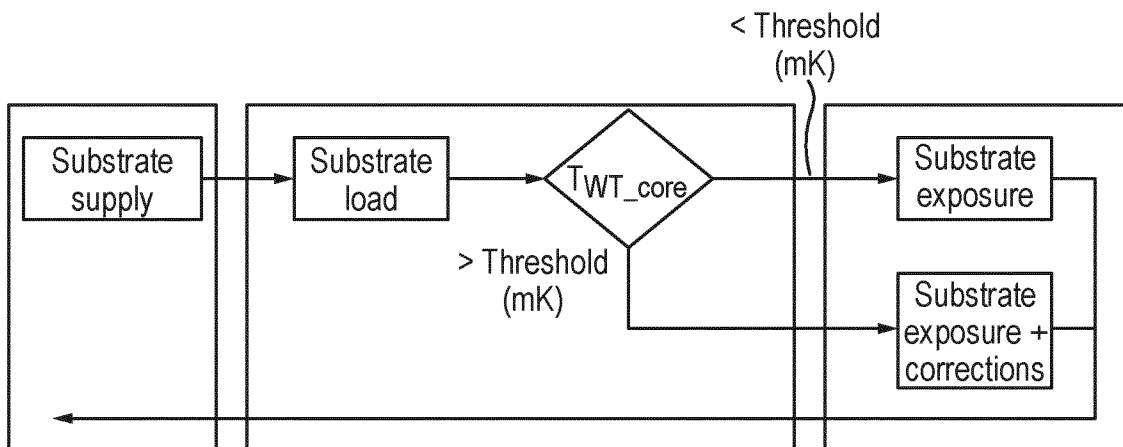 < Threshold
(mK)
Substrate
supply
Substrate
load
TWT_core
Substrate
exposure
> Threshold
(mK)
Substrate
exposure +
corrections